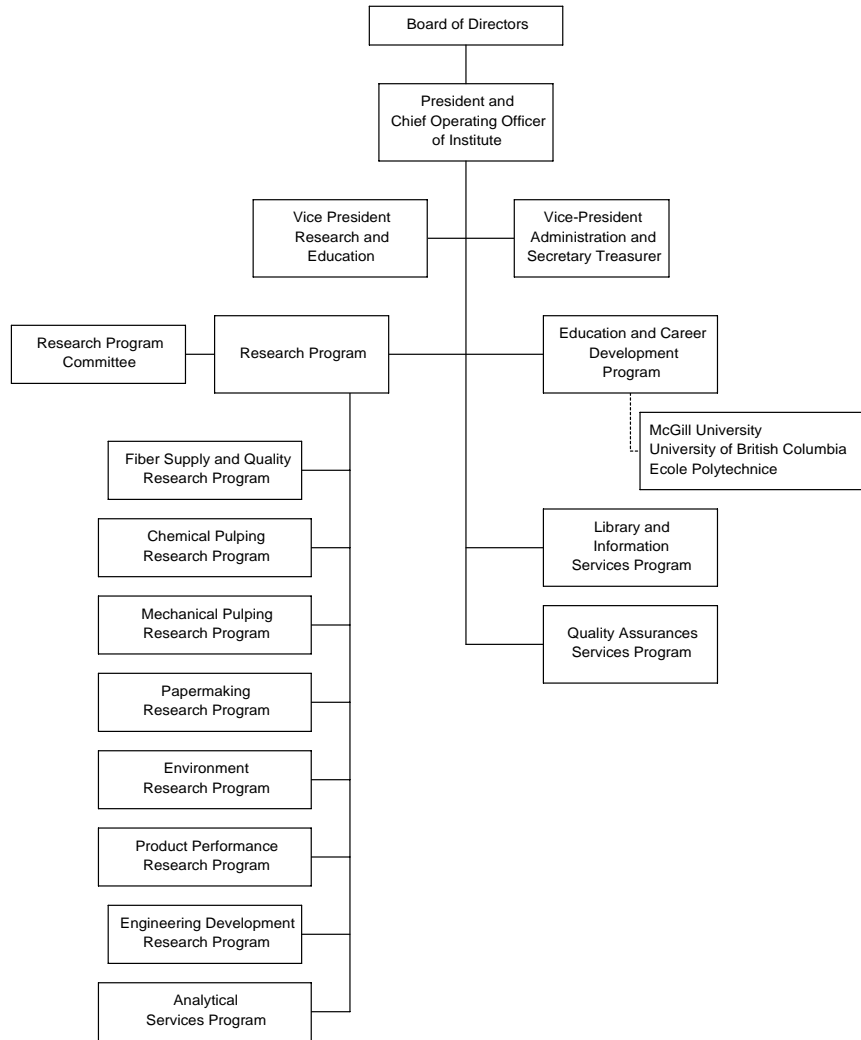 Board of Directors
President and
Chief Operating Officer
of Institute
Vice President
Research and
Education
Vice-President
Administration and
Secretary Treasurer
Research Program
Committee
Research Program
Education and Career
Development
Program
McGill University
University of British Columbia
Ecole Polytechnice
Fiber Supply and Quality
Research Program
Chemical Pulping
Research Program
Library and
Information
Services Program
Mechanical Pulping
Research Program
Quality Assurances
Services Program
Papermaking
Research Program
Environment
Research Program
Product Performance
Research Program
Engineering Development
Research Program
Analytical
Services Program